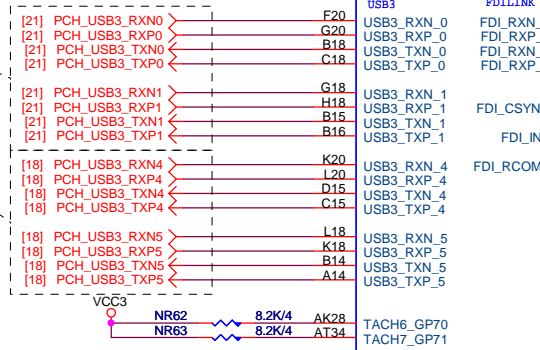 USB3 FDILINK
[21] PCH_USB3_RXN0 F20 USB3_RXN_0 FDI_RXN_
[21] PCH_USB3_RXP0 G20 USB3_RXP_0 FDI_RXP_
[21] PCH_USB3_TXN0 B18 USB3_TXN_0 FDI_RXN_
[21] PCH_USB3_TXP0 C18 USB3_TXP_0 FDI_RXP_
[21] PCH_USB3_RXN1 G18 USB3_RXN_1
[21] PCH_USB3_RXP1 H18 USB3_RXP_1 FDI_CSYN
[21] PCH_USB3_TXN1 B15 USB3_TXN_1
[21] PCH_USB3_TXP1 B16 USB3_TXP_1 FDI_IN
[18] PCH_USB3_RXN4 K20 USB3_RXN_4 FDI_RCOM
[18] PCH_USB3_RXP4 L20 USB3_RXP_4
[18] PCH_USB3_TXN4 D15 USB3_TXN_4
[18] PCH_USB3_TXP4 C15 USB3_TXP_4
[18] PCH_USB3_RXN5 L18 USB3_RXN_5
[18] PCH_USB3_RXP5 K18 USB3_RXP_5
[18] PCH_USB3_TXN5 B14 USB3_TXN_5
[18] PCH_USB3_TXP5 A14 USB3_TXP_5
VCC3
NR62 8.2K/4 AK28 TACH6_GP70
NR63 8.2K/4 AT34 TACH7_GP71